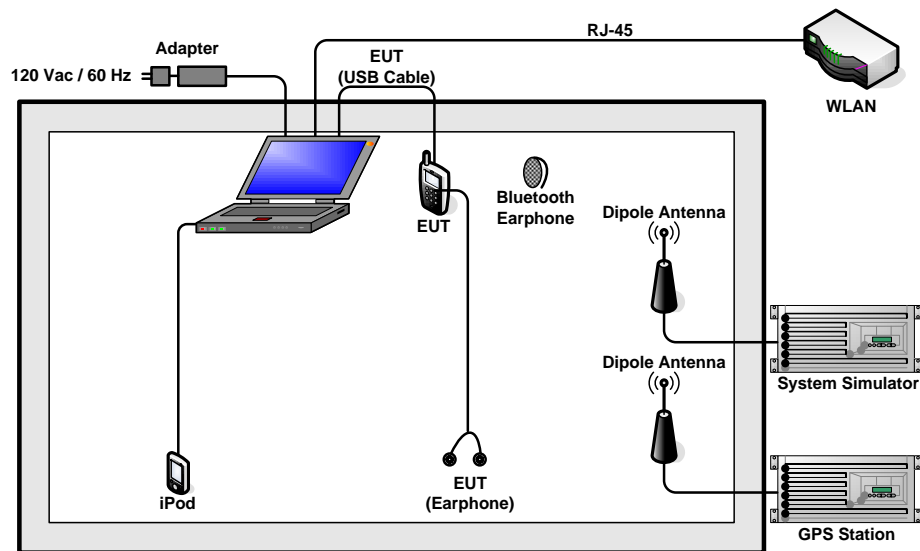 RJ-45
Adapter
EUT
(USB Cable)
120 Vac / 60 Hz
WLAN
EUT
Bluetooth
Earphone
Dipole Antenna
System Simulator
Dipole Antenna
iPod
EUT
(Earphone)
GPS Station